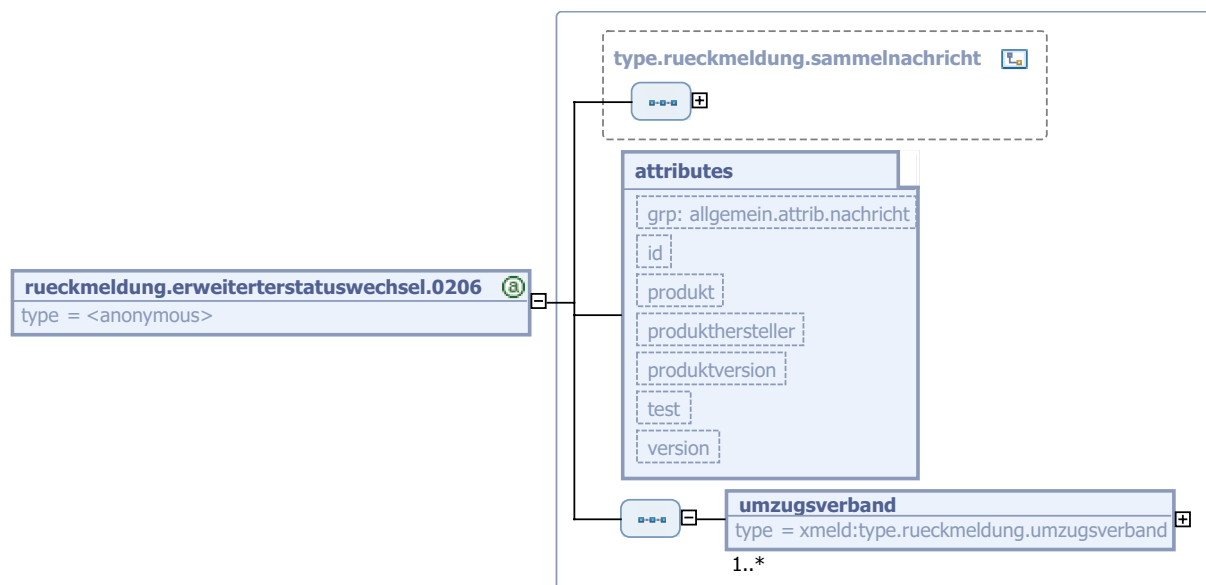 type.rueckmeldung.sammelnachricht
attributes
grp: allgemein.attrib.nachricht
id
produkt
rueckmeldung.erweiterterstatuswechsel.0206 @
type = <anonymous>
produkthersteller
produktversion
test
version
umzugsverband
type = xmeld:type.rueckmeldung.umzugsverband
1..*